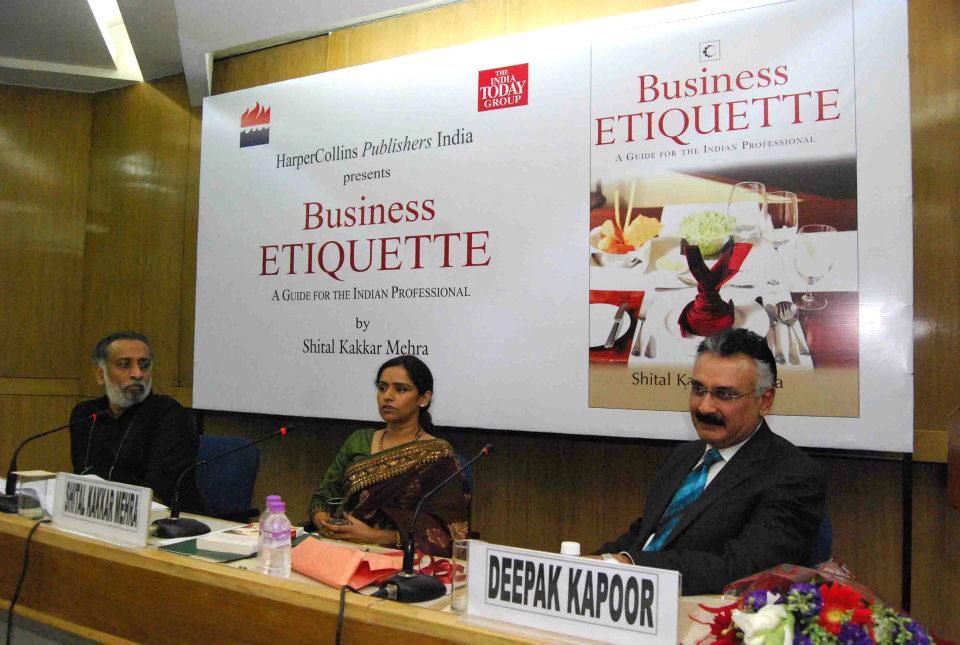 THE
INDIA
TODAY
GROUP
HarperCollins Publishers India
presents
Business
ETIQUETTE
A GUIDE FOR THE INDIAN PROFESSIONAL
by
Shital Kakkar Mehra
Business
ETIQUETTE
A GUIDE FOR THE INDIAN PROFESSIONAL
Shital
SHITAL KAKKAR MEHRA
DEEPAK KAPOOR